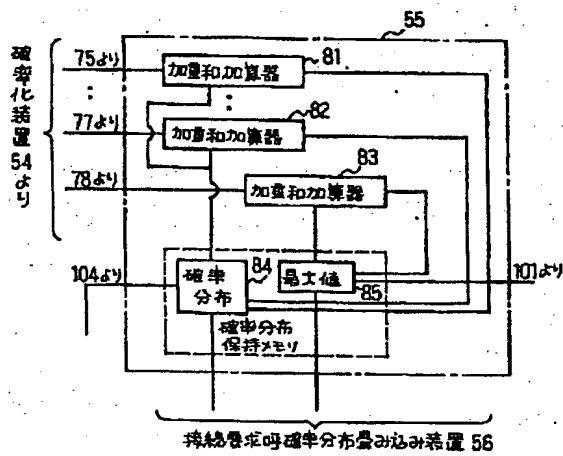 55
確率化装置54より
75より
加重和加算器
81
77より
加重和加算器
82
78より
加重和加算器
83
104より
確率
分布
84
最大値
85
101より
確率分布
保持メモリ
接続要求呼確率分布畳み込み装置 56